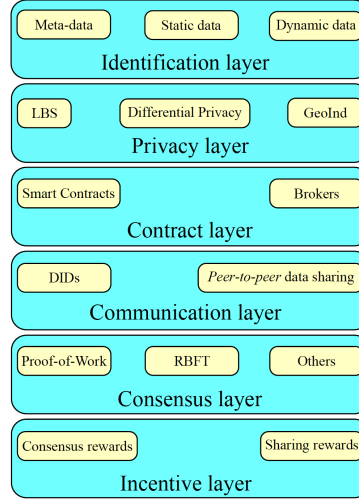 Meta-data
Static data
Dynamic data
Identification layer
LBS
Differential Privacy
GeoInd
Privacy layer
Smart Contracts
Brokers
Contract layer
DIDs
Peer-to-peer data sharing
Communication layer
Proof-of-Work
RBFT
Others
Consensus layer
Consensus rewards
Sharing rewards
Incentive layer